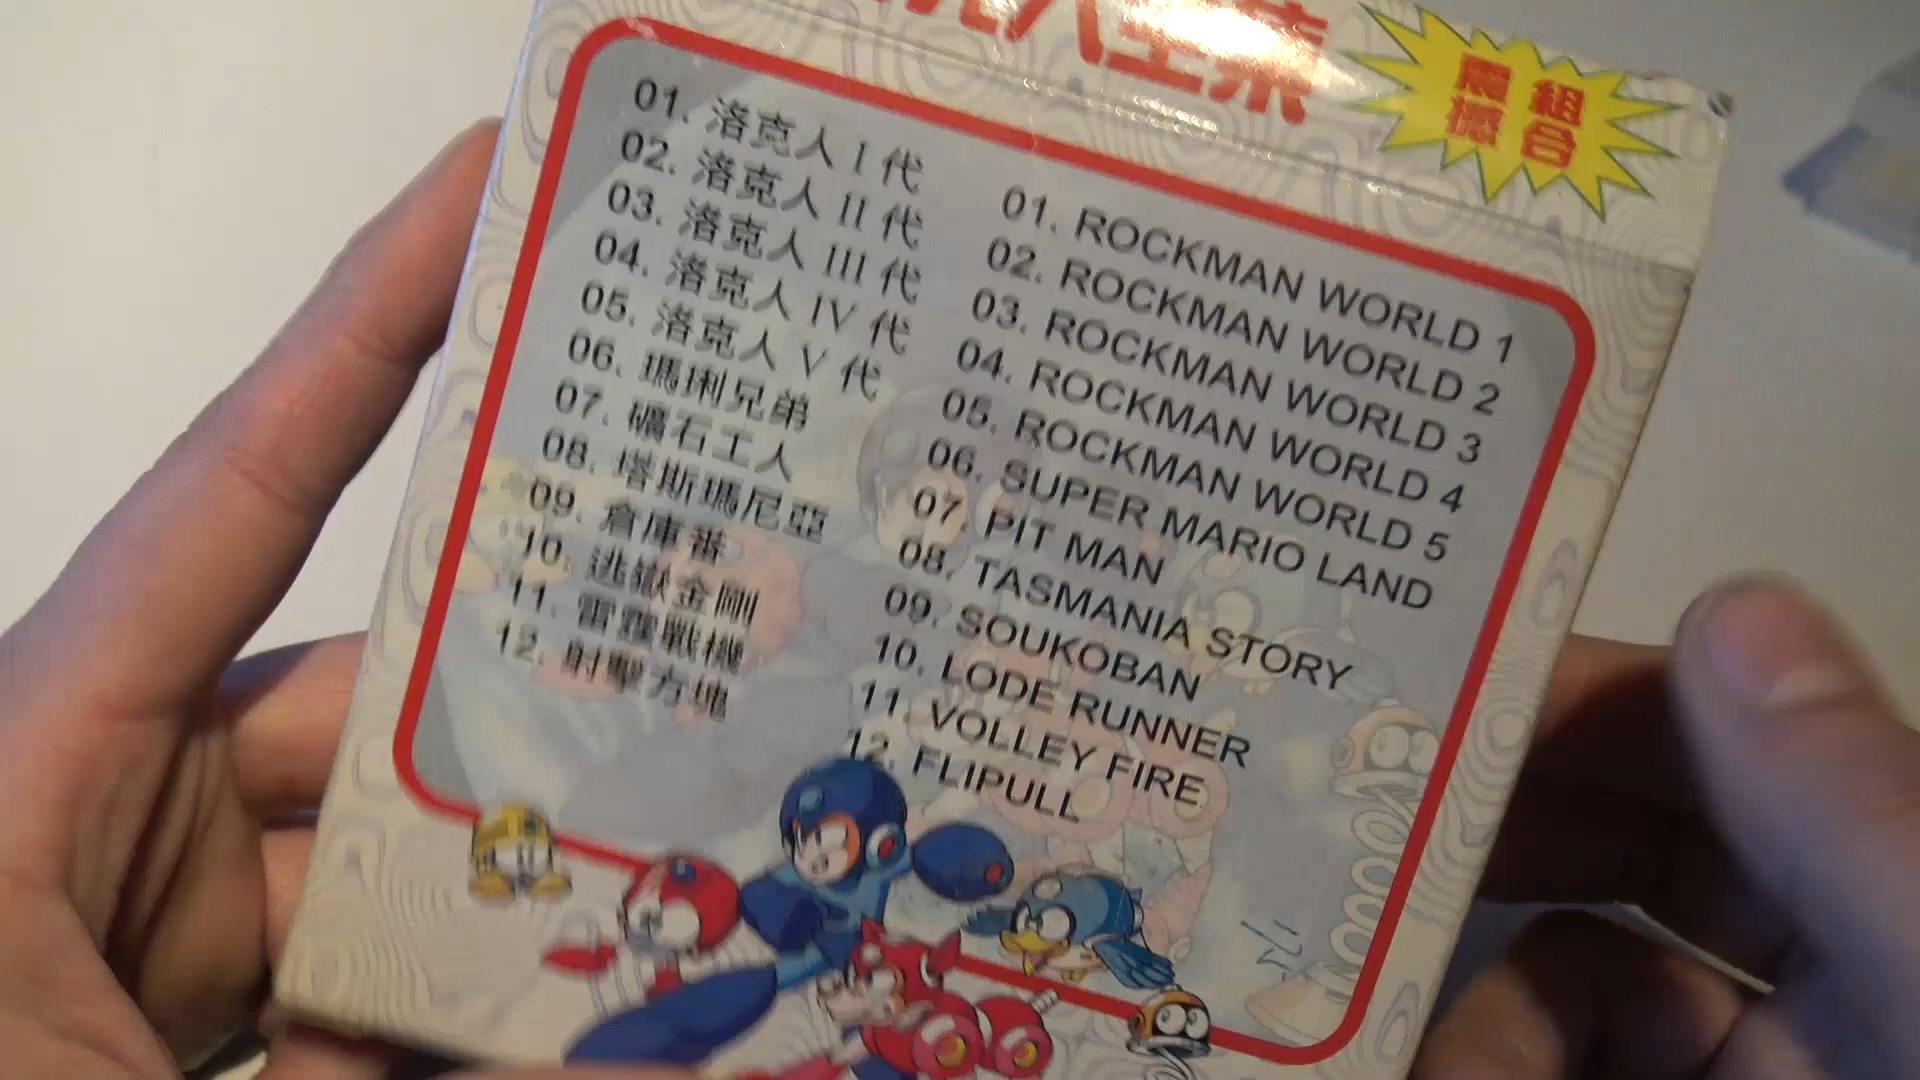 人全集
震撼
組合
01. 洛克人 I 代
02. 洛克人 II 代
03. 洛克人 III 代
04. 洛克人 IV 代
05. 洛克人 V 代
06. 瑪琍兄弟
07. 礦石工人
08. 塔斯瑪尼亞
09. 倉庫番
10. 逃獄金剛
11. 雷霆戰機
12. 射擊方塊
01. ROCKMAN WORLD 1
02. ROCKMAN WORLD 2
03. ROCKMAN WORLD 3
04. ROCKMAN WORLD 4
05. ROCKMAN WORLD 5
06. SUPER MARIO LAND
07. PIT MAN
08. TASMANIA STORY
09. SOUKOBAN
10. LODE RUNNER
11. VOLLEY FIRE
12. FLIPULL